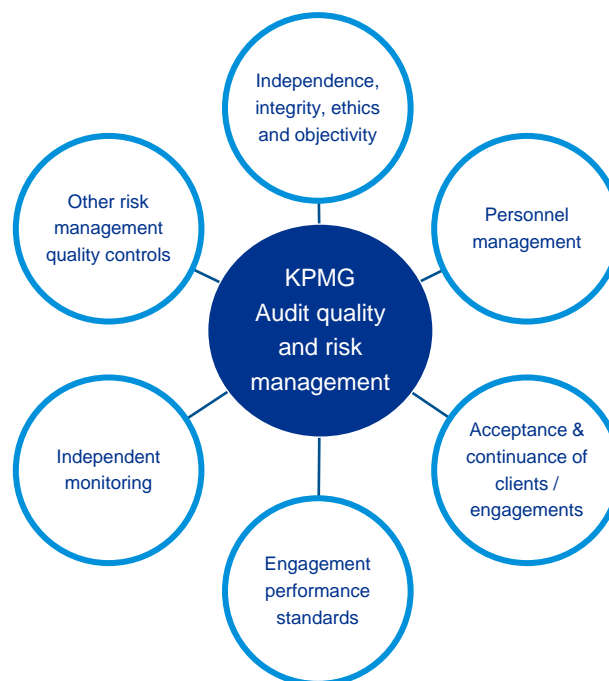 Independence,
integrity, ethics
and objectivity
Other risk
management
quality controls
Personnel
management
KPMG
Audit quality
and risk
management
Independent
monitoring
Acceptance &
continuance of
clients /
engagements
Engagement
performance
standards